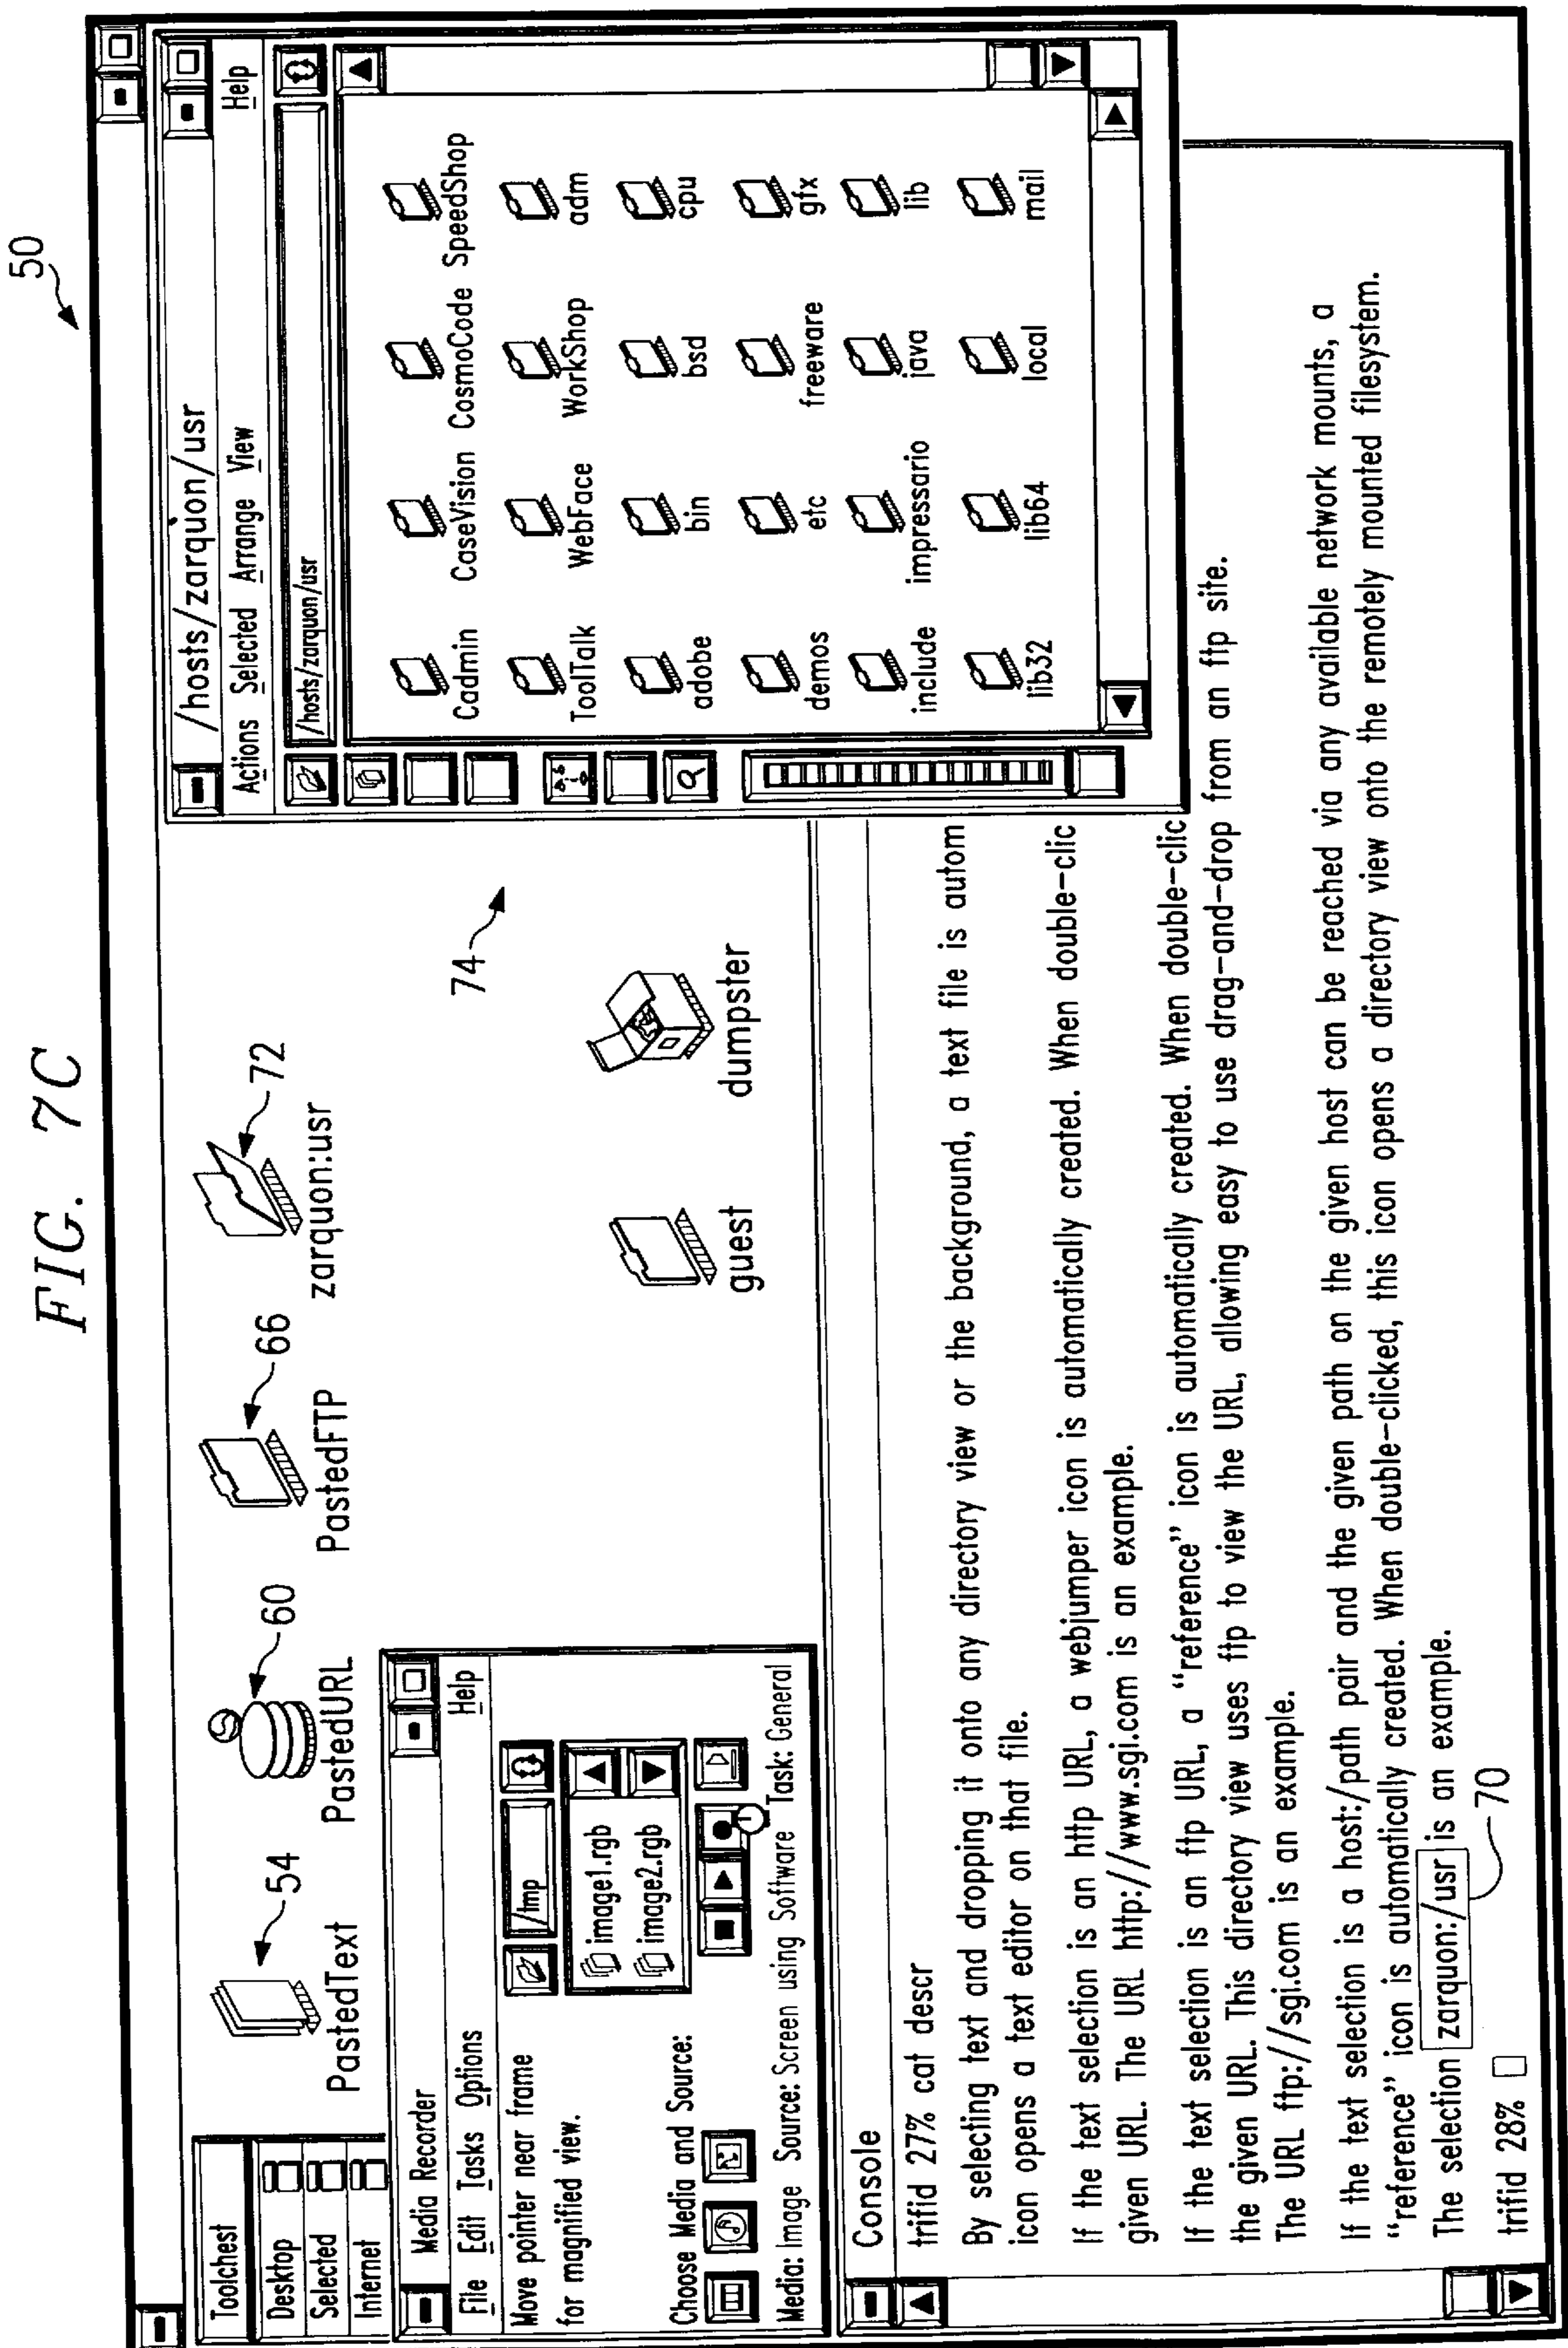 FIG. 7C
50
PastedText
54
PastedURL
60
PastedFTP
66
zarquon:usr
72
74
guest
dumpster
Toolchest
Desktop
Selected
Internet
Media Recorder
File Edit Tasks Options Help
Move pointer near frame
for magnified view.
/tmp
image1.rgb
image2.rgb
Choose Media and Source:
Media: Image Source: Screen using Software Task: General
/hosts/zarquon/usr
Actions Selected Arrange View Help
/hosts/zarquon/usr
Cadmin CaseVision CosmoCode SpeedShop
ToolTalk WebFace WorkShop adm
adobe bin bsd cpu
demos etc freeware gfx
include impressario java lib
lib32 lib64 local mail
Console
trifid 27% cat descr
By selecting text and dropping it onto any directory view or the background, a text file is autom
icon opens a text editor on that file.
If the text selection is an http URL, a webjumper icon is automatically created. When double-clic
given URL. The URL http://www.sgi.com is an example.
If the text selection is an ftp URL, a "reference" icon is automatically created. When double-clic
the given URL. This directory view uses ftp to view the URL, allowing easy to use drag-and-drop from an ftp site.
The URL ftp://sgi.com is an example.
If the text selection is a host:/path pair and the given path on the given host can be reached via any available network mounts, a
"reference" icon is automatically created. When double-clicked, this icon opens a directory view onto the remotely mounted filesystem.
The selection zarquon:/usr is an example.
70
trifid 28%